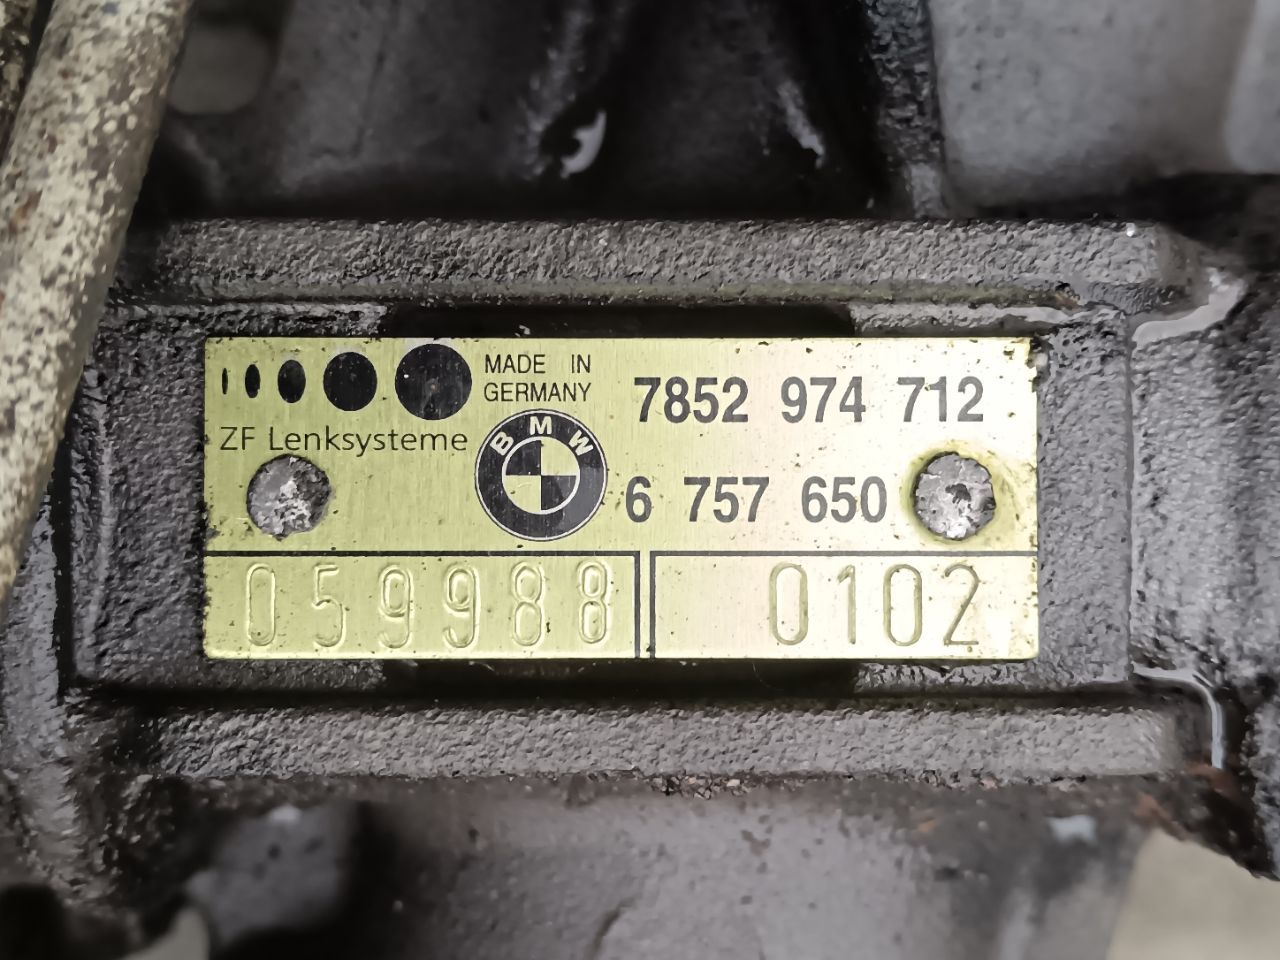 MADE IN
GERMANY
7852 974 712
ZF Lenksysteme
BMW
6 757 650
059988
0102